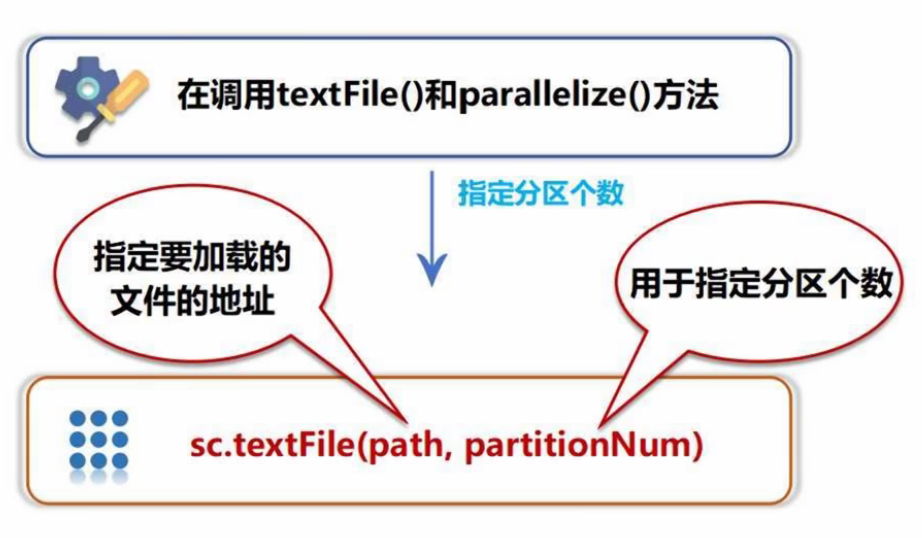 在调用textFile()和parallelize()方法
指定分区个数
指定要加载的
文件的地址
用于指定分区个数
sc.textFile(path, partitionNum)